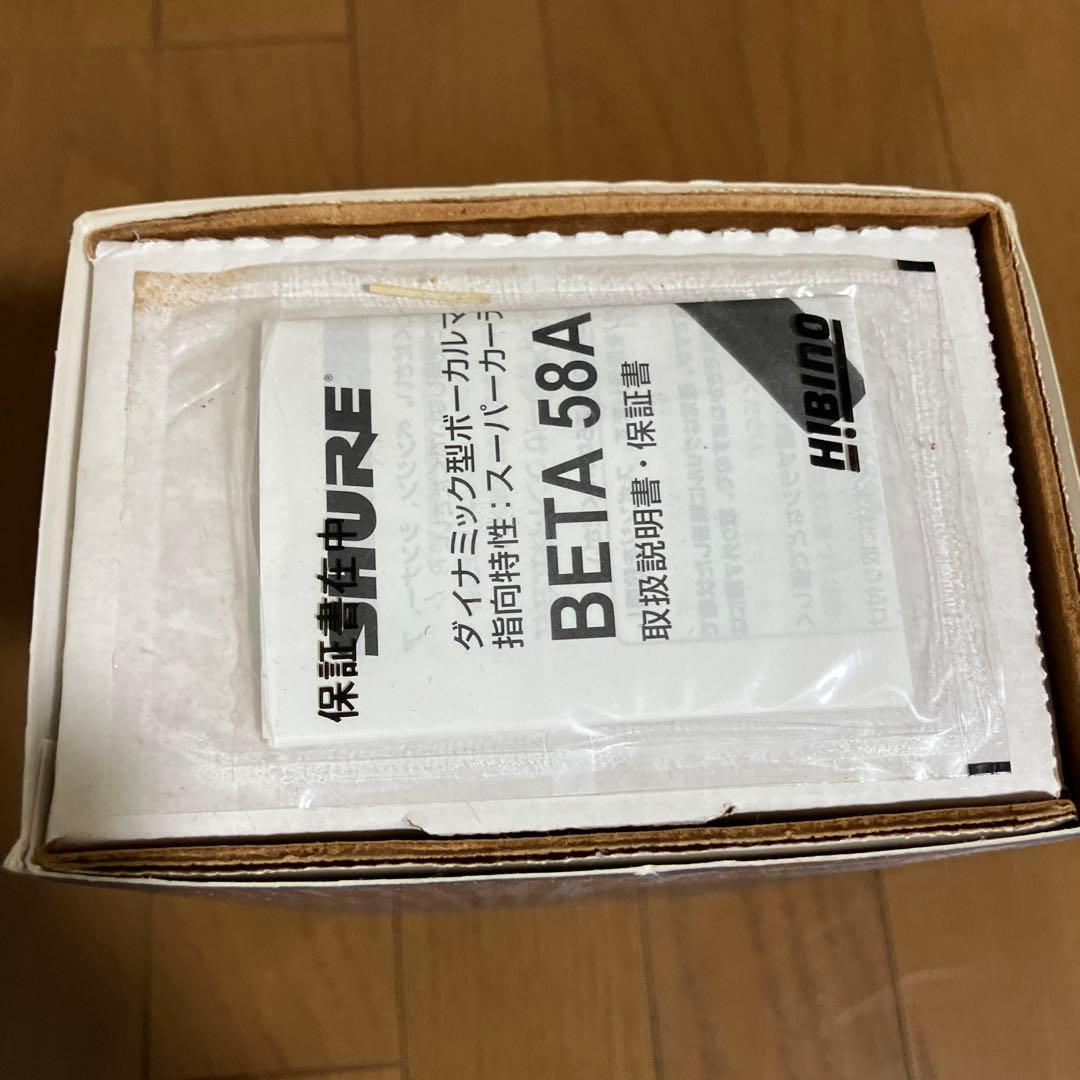 保証書在中
SHURE®
ダイナミック型ボーカルマ
指向特性：スーパーカーデ
BETA 58A
取扱説明書・保証書
HIBINO